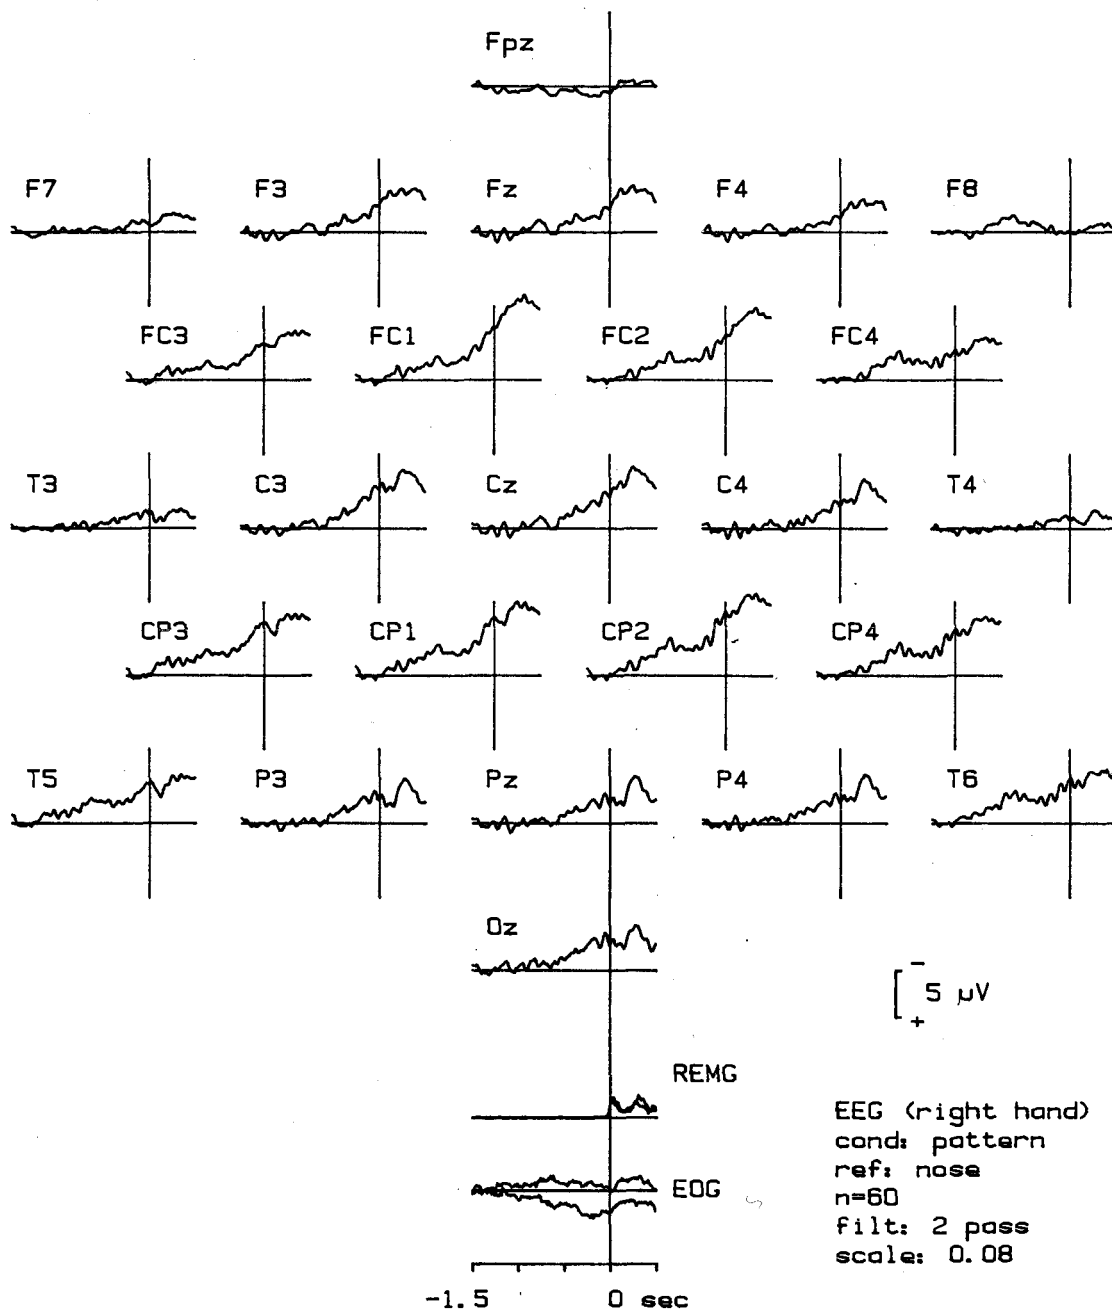 Fpz
F7 F3 Fz F4 F8
FC3 FC1 FC2 FC4
T3 C3 Cz C4 T4
CP3 CP1 CP2 CP4
T5 P3 Pz P4 T6
Oz
-
5 µV
+
REMG
EOG
EEG (right hand)
cond: pattern
ref: nose
n=60
filt: 2 pass
scale: 0.08
-1.5 0 sec